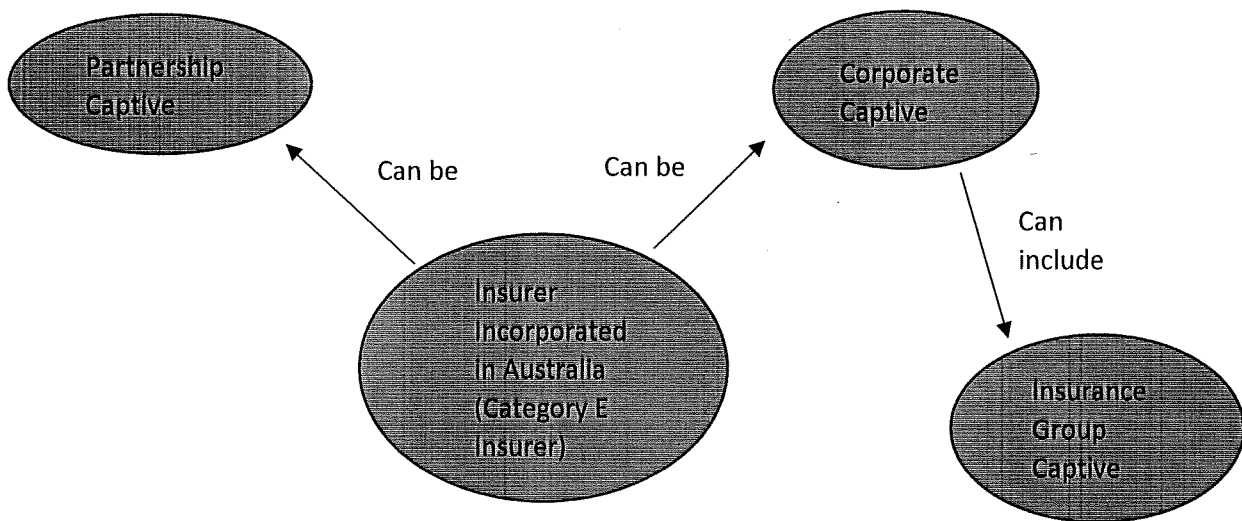 Partnership
Captive
Corporate
Captive
Can be
Can be
Can
include
Insurer
Incorporated
in Australia
(Category E
Insurer)
Insurance
Group
Captive